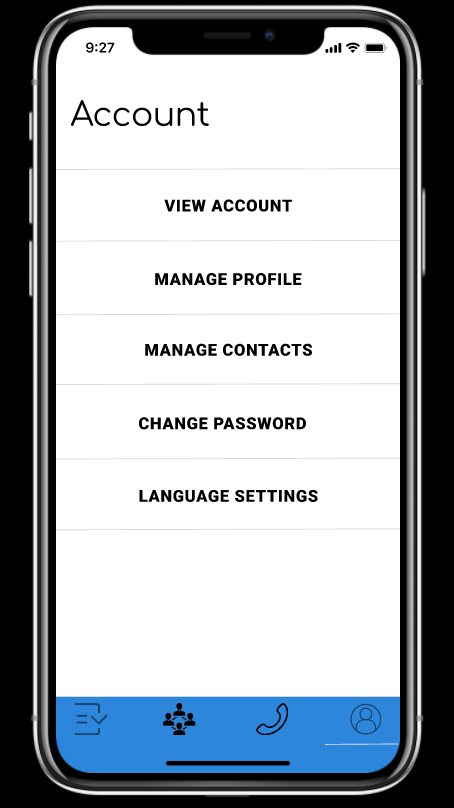 9:27
Account
VIEW ACCOUNT
MANAGE PROFILE
MANAGE CONTACTS
CHANGE PASSWORD
LANGUAGE SETTINGS